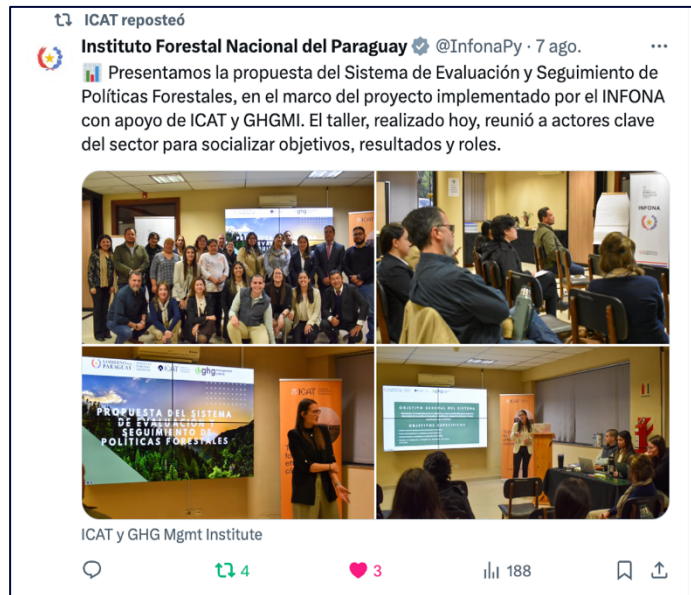 ICAT reposteó
Instituto Forestal Nacional del Paraguay @InfonaPy · 7 ago.
📊 Presentamos la propuesta del Sistema de Evaluación y Seguimiento de
Políticas Forestales, en el marco del proyecto implementado por el INFONA
con apoyo de ICAT y GHGMI. El taller, realizado hoy, reunió a actores clave
del sector para socializar objetivos, resultados y roles.
INFONA
GOBIERNO DEL
PARAGUAY
ICAT
ghg
PROPUESTA DEL SISTEMA
DE EVALUACIÓN Y
SEGUIMIENTO DE
POLÍTICAS FORESTALES
ICAT
OBJETIVO GENERAL DEL SISTEMA
OBJETIVOS ESPECÍFICOS
ICAT y GHG Mgmt Institute
4
3
188